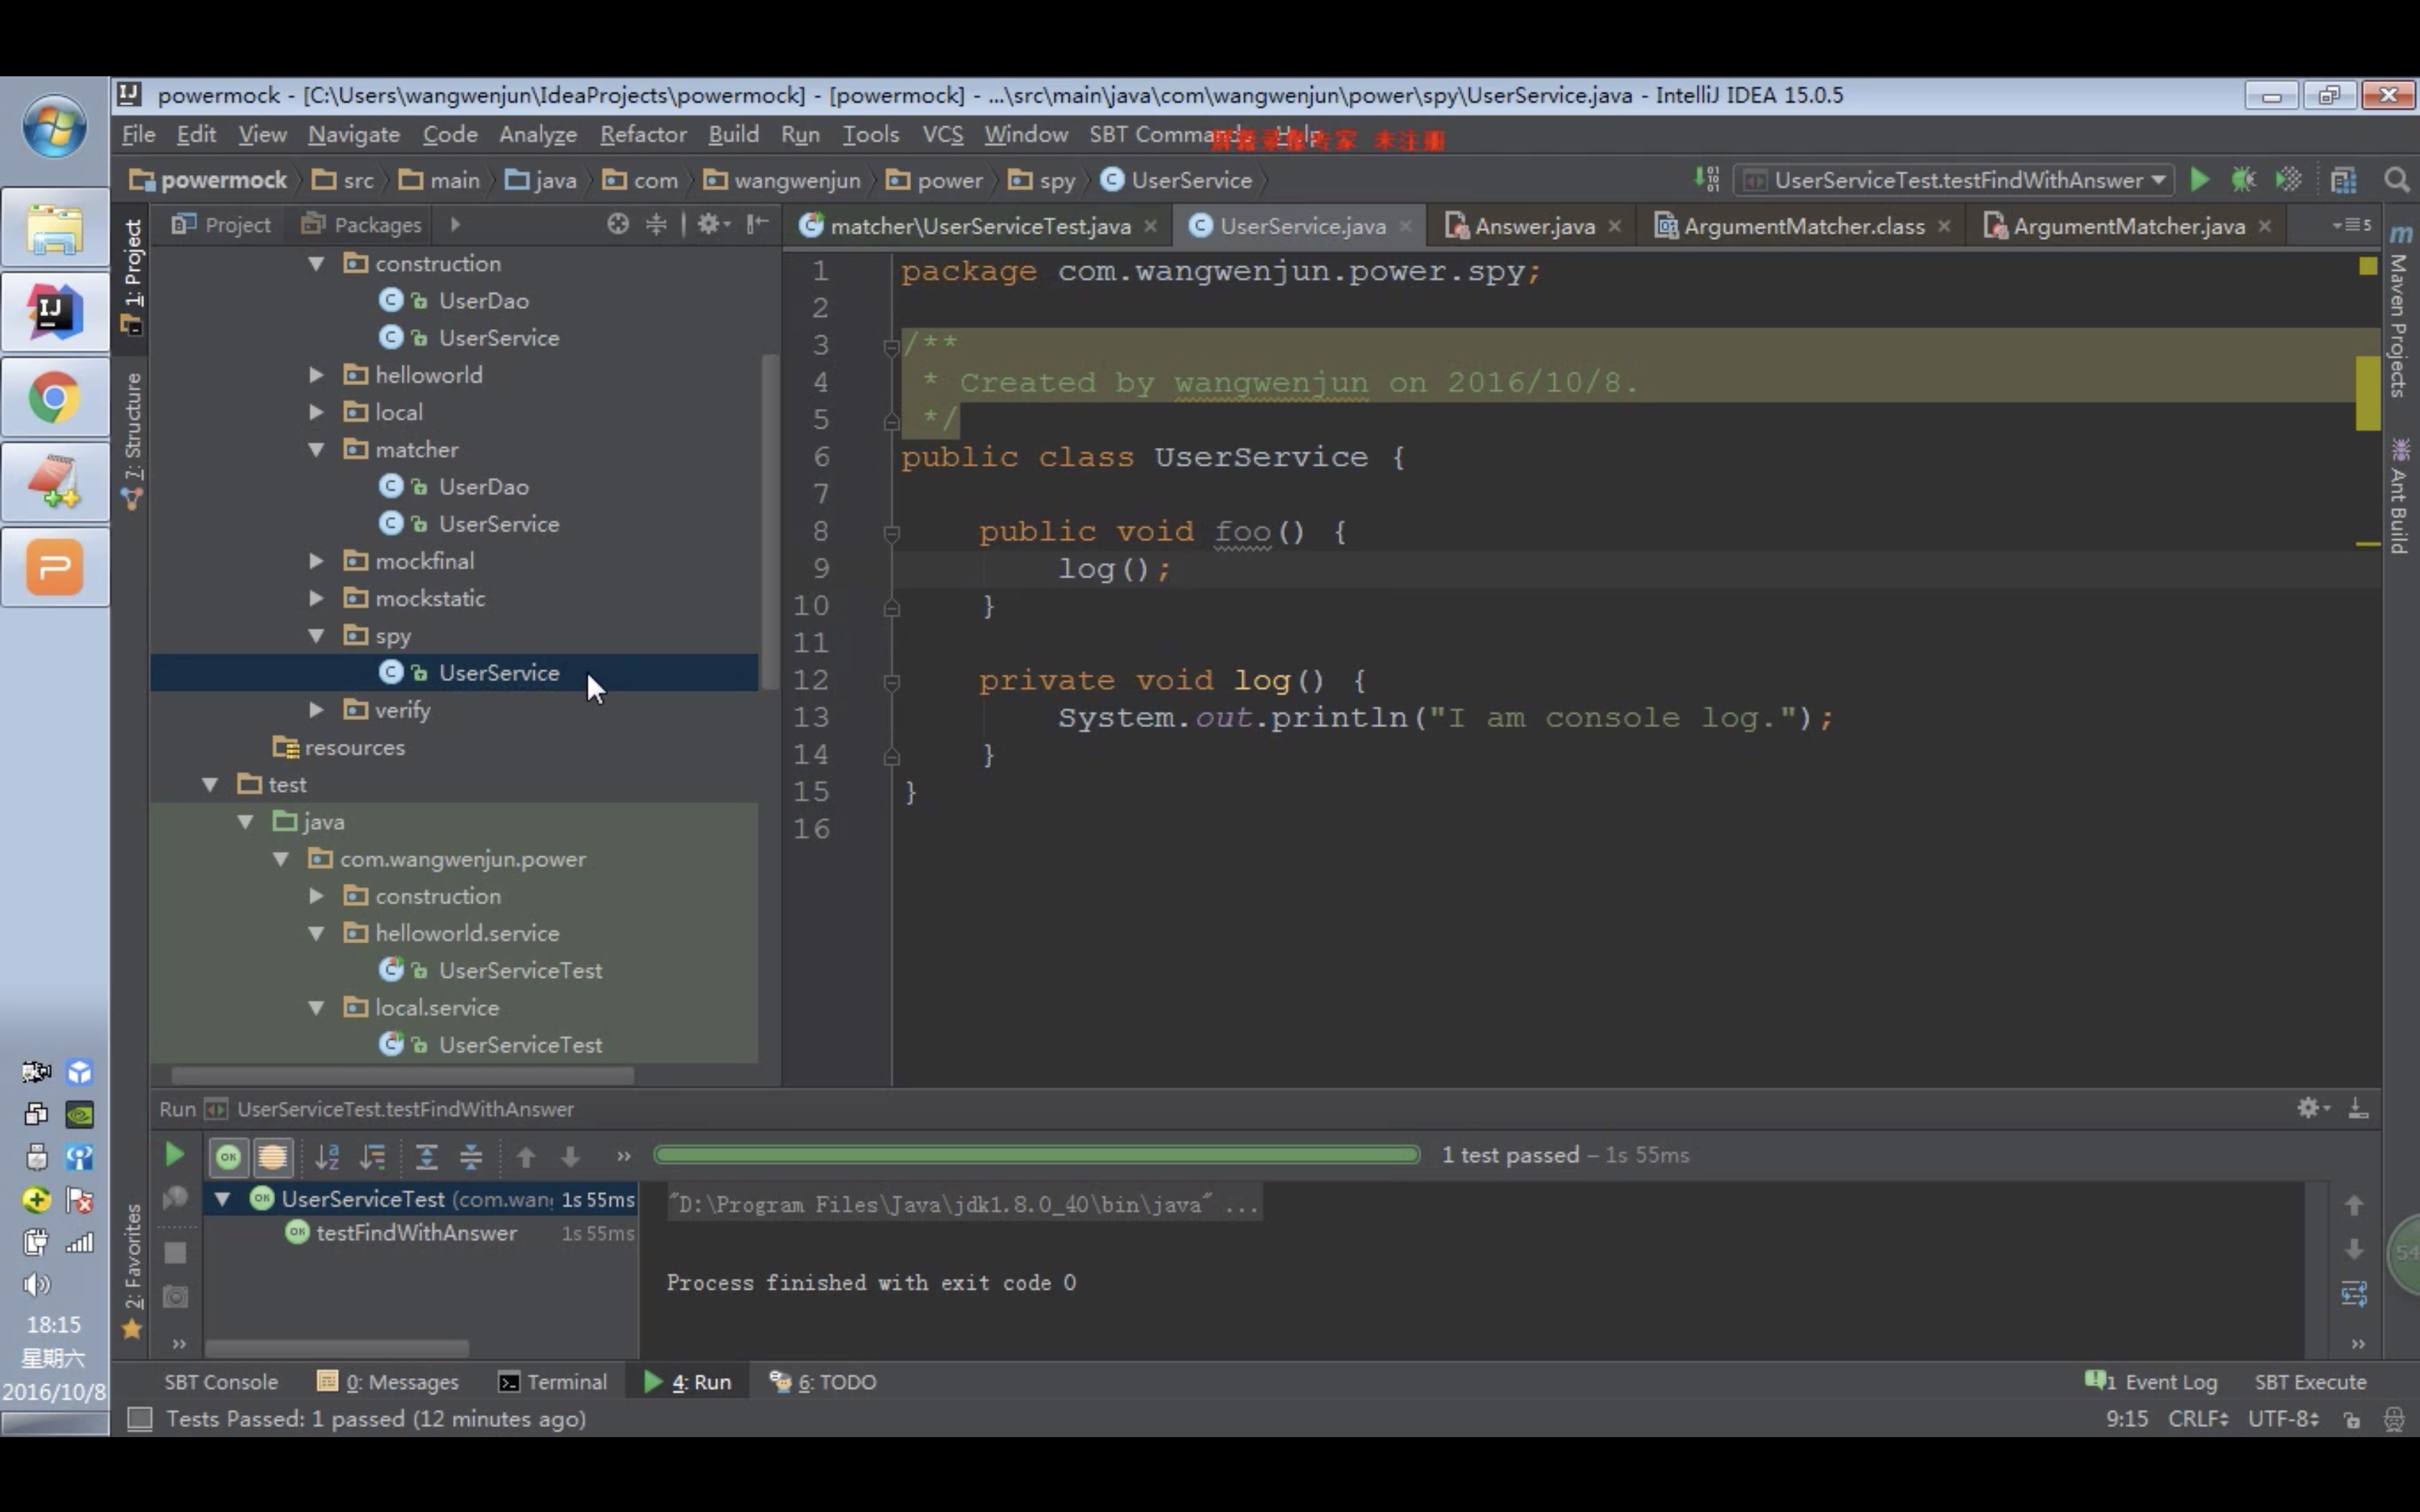 powermock - [C:\Users\wangwenjun\IdeaProjects\powermock] - [powermock] - ...\src\main\java\com\wangwenjun\power\spy\UserService.java - IntelliJ IDEA 15.0.5
File Edit View Navigate Code Analyze Refactor Build Run Tools VCS Window SBT Commands Help
未注册
powermock src main java com wangwenjun power spy UserService
UserServiceTest.testFindWithAnswer
Project Packages
matcher\UserServiceTest.java UserService.java Answer.java ArgumentMatcher.class ArgumentMatcher.java 5
1: Project
7: Structure
2: Favorites
construction
UserDao
UserService
helloworld
local
matcher
UserDao
UserService
mockfinal
mockstatic
spy
UserService
verify
resources
test
java
com.wangwenjun.power
construction
helloworld.service
UserServiceTest
local.service
UserServiceTest
1 package com.wangwenjun.power.spy;
2
3 /**
4 * Created by wangwenjun on 2016/10/8.
5 */
6 public class UserService {
7
8 public void foo() {
9 log();
10 }
11
12 private void log() {
13 System.out.println("I am console log.");
14 }
15 }
16
Maven Projects
Ant Build
Run UserServiceTest.testFindWithAnswer
1 test passed – 1s 55ms
UserServiceTest (com.wan 1s 55ms
testFindWithAnswer 1s 55ms
"D:\Program Files\Java\jdk1.8.0_40\bin\java" ...
Process finished with exit code 0
54
SBT Console 0: Messages Terminal 4: Run 6: TODO
1 Event Log SBT Execute
Tests Passed: 1 passed (12 minutes ago)
9:15 CRLF UTF-8
18:15
星期六
2016/10/8